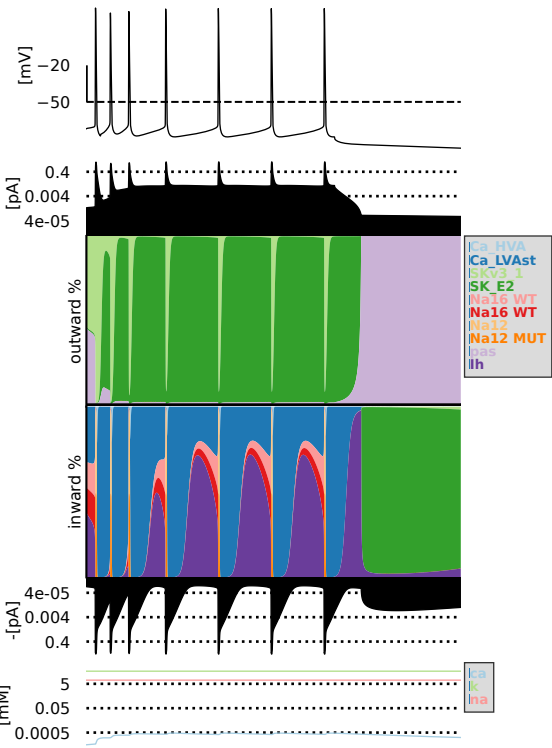 [mV]
−20
−50
[pA]
0.4
0.004
4e-05
outward %
Ca_HVA
Ca_LVAst
SKv3_1
SK_E2
Na16 WT
Na16 WT
Na12
Na12 MUT
pas
Ih
inward %
-[pA]
4e-05
0.004
0.4
[mM]
5
0.05
0.0005
ca
k
na